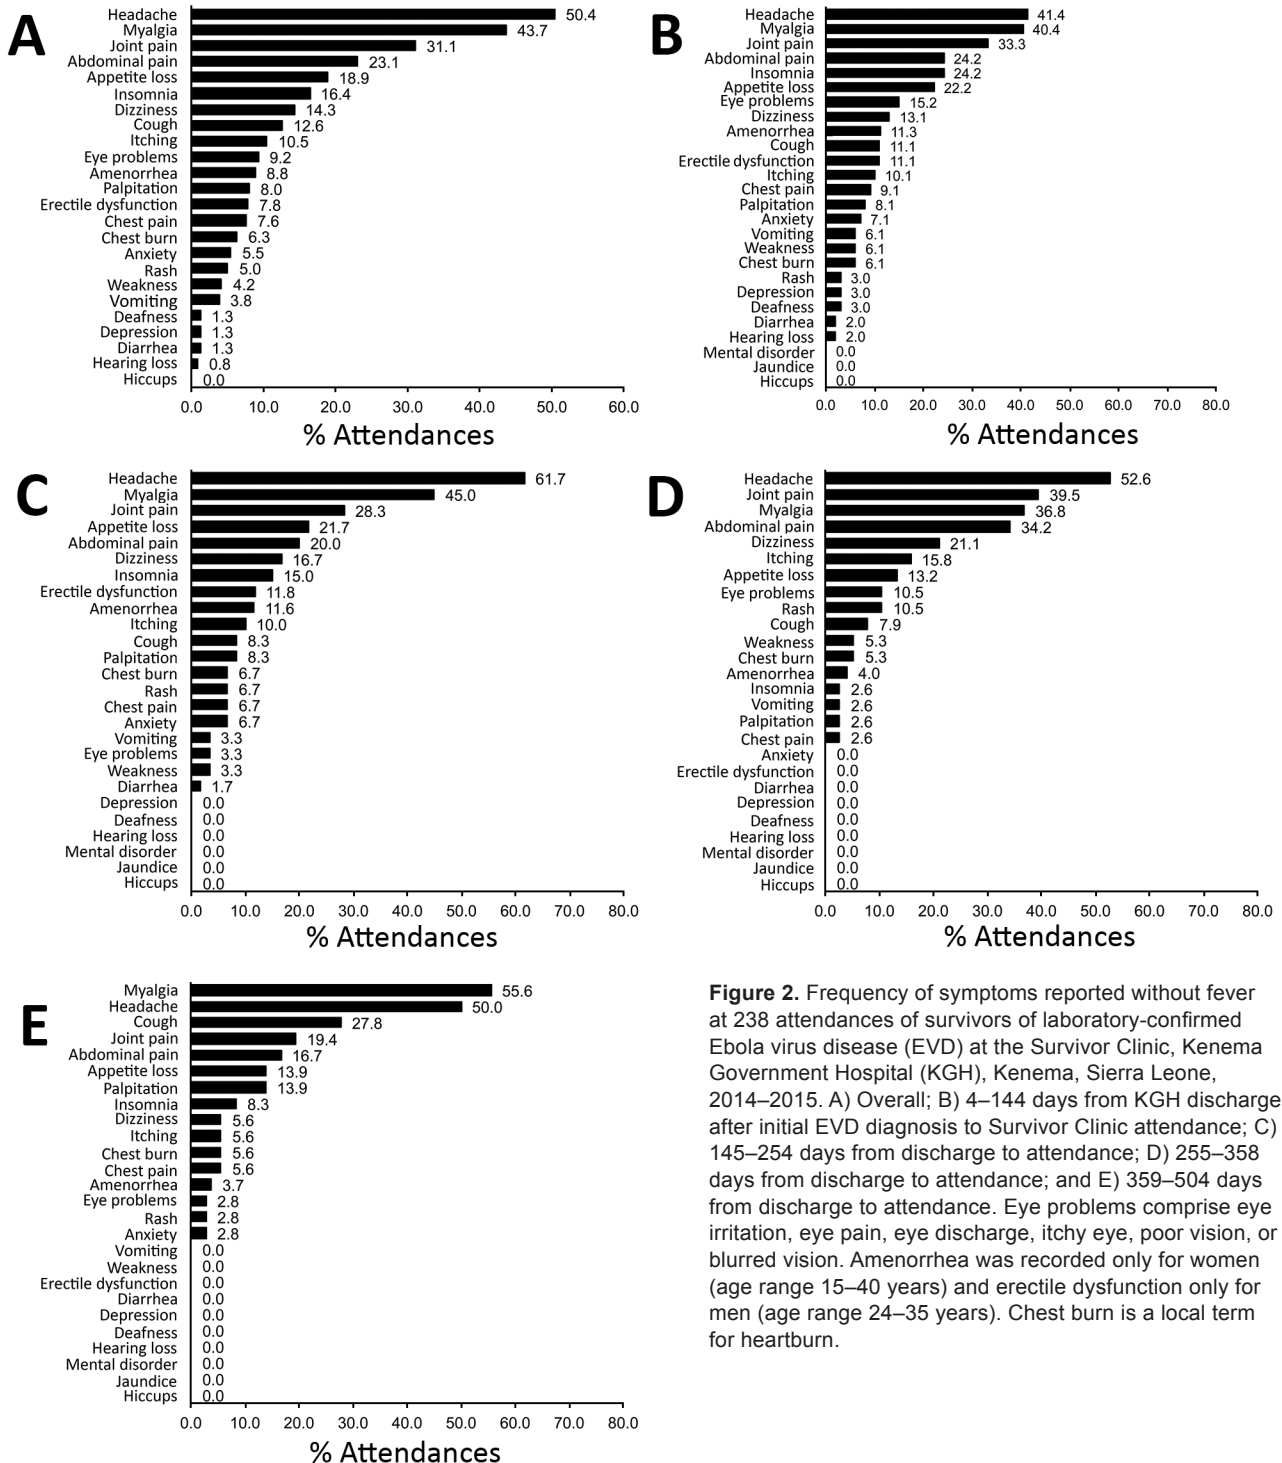 A
Headache 50.4
Myalgia 43.7
Joint pain 31.1
Abdominal pain 23.1
Appetite loss 18.9
Insomnia 16.4
Dizziness 14.3
Cough 12.6
Itching 10.5
Eye problems 9.2
Amenorrhea 8.8
Palpitation 8.0
Erectile dysfunction 7.8
Chest pain 7.6
Chest burn 6.3
Anxiety 5.5
Rash 5.0
Weakness 4.2
Vomiting 3.8
Deafness 1.3
Depression 1.3
Diarrhea 1.3
Hearing loss 0.8
Hiccups 0.0
0.0 10.0 20.0 30.0 40.0 50.0 60.0
% Attendances
B
Headache 41.4
Myalgia 40.4
Joint pain 33.3
Abdominal pain 24.2
Insomnia 24.2
Appetite loss 22.2
Eye problems 15.2
Dizziness 13.1
Amenorrhea 11.3
Cough 11.1
Erectile dysfunction 11.1
Itching 10.1
Chest pain 9.1
Palpitation 8.1
Anxiety 7.1
Vomiting 6.1
Weakness 6.1
Chest burn 6.1
Rash 3.0
Depression 3.0
Deafness 3.0
Diarrhea 2.0
Hearing loss 2.0
Mental disorder 0.0
Jaundice 0.0
Hiccups 0.0
0.0 10.0 20.0 30.0 40.0 50.0 60.0 70.0 80.0
% Attendances
C
Headache 61.7
Myalgia 45.0
Joint pain 28.3
Appetite loss 21.7
Abdominal pain 20.0
Dizziness 16.7
Insomnia 15.0
Erectile dysfunction 11.8
Amenorrhea 11.6
Itching 10.0
Cough 8.3
Palpitation 8.3
Chest burn 6.7
Rash 6.7
Chest pain 6.7
Anxiety 6.7
Vomiting 3.3
Eye problems 3.3
Weakness 3.3
Diarrhea 1.7
Depression 0.0
Deafness 0.0
Hearing loss 0.0
Mental disorder 0.0
Jaundice 0.0
Hiccups 0.0
0.0 10.0 20.0 30.0 40.0 50.0 60.0 70.0 80.0
% Attendances
D
Headache 52.6
Joint pain 39.5
Myalgia 36.8
Abdominal pain 34.2
Dizziness 21.1
Itching 15.8
Appetite loss 13.2
Eye problems 10.5
Rash 10.5
Cough 7.9
Weakness 5.3
Chest burn 5.3
Amenorrhea 4.0
Insomnia 2.6
Vomiting 2.6
Palpitation 2.6
Chest pain 2.6
Anxiety 0.0
Erectile dysfunction 0.0
Diarrhea 0.0
Depression 0.0
Deafness 0.0
Hearing loss 0.0
Mental disorder 0.0
Jaundice 0.0
Hiccups 0.0
0.0 10.0 20.0 30.0 40.0 50.0 60.0 70.0 80.0
% Attendances
E
Myalgia 55.6
Headache 50.0
Cough 27.8
Joint pain 19.4
Abdominal pain 16.7
Appetite loss 13.9
Palpitation 13.9
Insomnia 8.3
Dizziness 5.6
Itching 5.6
Chest burn 5.6
Chest pain 5.6
Amenorrhea 3.7
Eye problems 2.8
Rash 2.8
Anxiety 2.8
Vomiting 0.0
Weakness 0.0
Erectile dysfunction 0.0
Diarrhea 0.0
Depression 0.0
Deafness 0.0
Hearing loss 0.0
Mental disorder 0.0
Jaundice 0.0
Hiccups 0.0
0.0 10.0 20.0 30.0 40.0 50.0 60.0 70.0 80.0
% Attendances
Figure 2. Frequency of symptoms reported without fever
at 238 attendances of survivors of laboratory-confirmed
Ebola virus disease (EVD) at the Survivor Clinic, Kenema
Government Hospital (KGH), Kenema, Sierra Leone,
2014–2015. A) Overall; B) 4–144 days from KGH discharge
after initial EVD diagnosis to Survivor Clinic attendance; C)
145–254 days from discharge to attendance; D) 255–358
days from discharge to attendance; and E) 359–504 days
from discharge to attendance. Eye problems comprise eye
irritation, eye pain, eye discharge, itchy eye, poor vision, or
blurred vision. Amenorrhea was recorded only for women
(age range 15–40 years) and erectile dysfunction only for
men (age range 24–35 years). Chest burn is a local term
for heartburn.